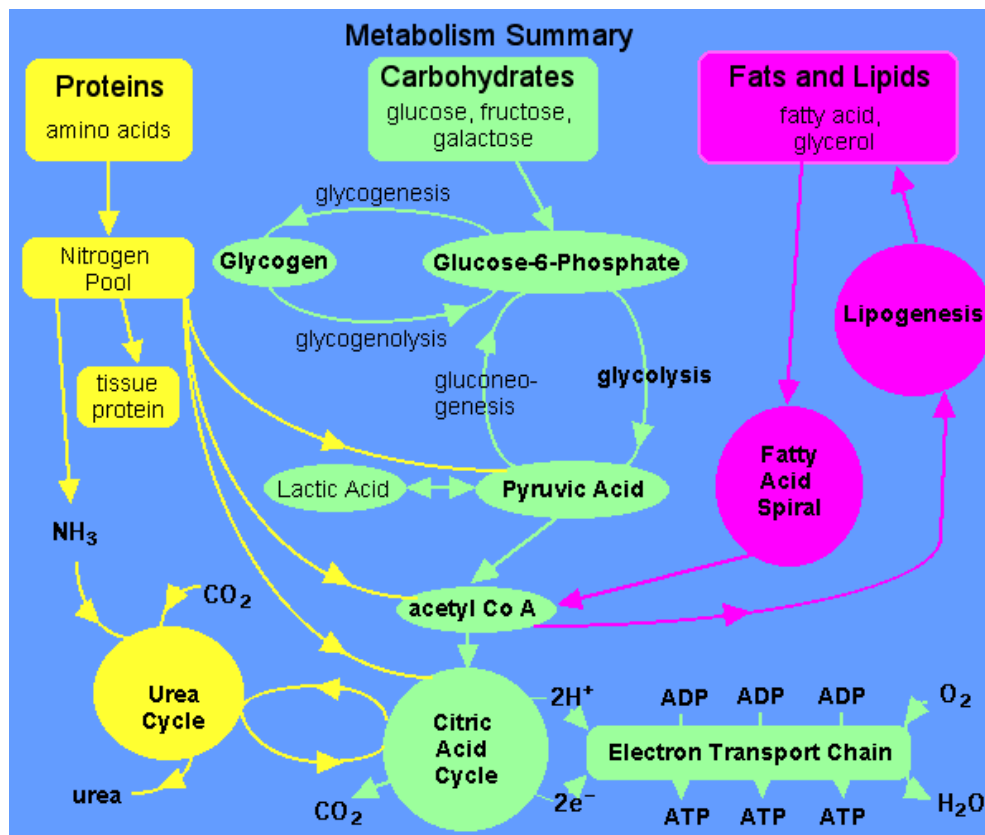 Metabolism Summary
Proteins
amino acids
Carbohydrates
glucose, fructose,
galactose
Fats and Lipids
fatty acid,
glycerol
glycogenesis
Nitrogen
Pool
Glycogen
Glucose-6-Phosphate
Lipogenesis
glycogenolysis
tissue
protein
gluconeo-
genesis
glycolysis
Fatty
Acid
Spiral
Lactic Acid
Pyruvic Acid
NH₃
CO₂
acetyl Co A
Urea
Cycle
Citric
Acid
Cycle
2H⁺
ADP
ADP
ADP
O₂
Electron Transport Chain
urea
CO₂
2e⁻
ATP
ATP
ATP
H₂O